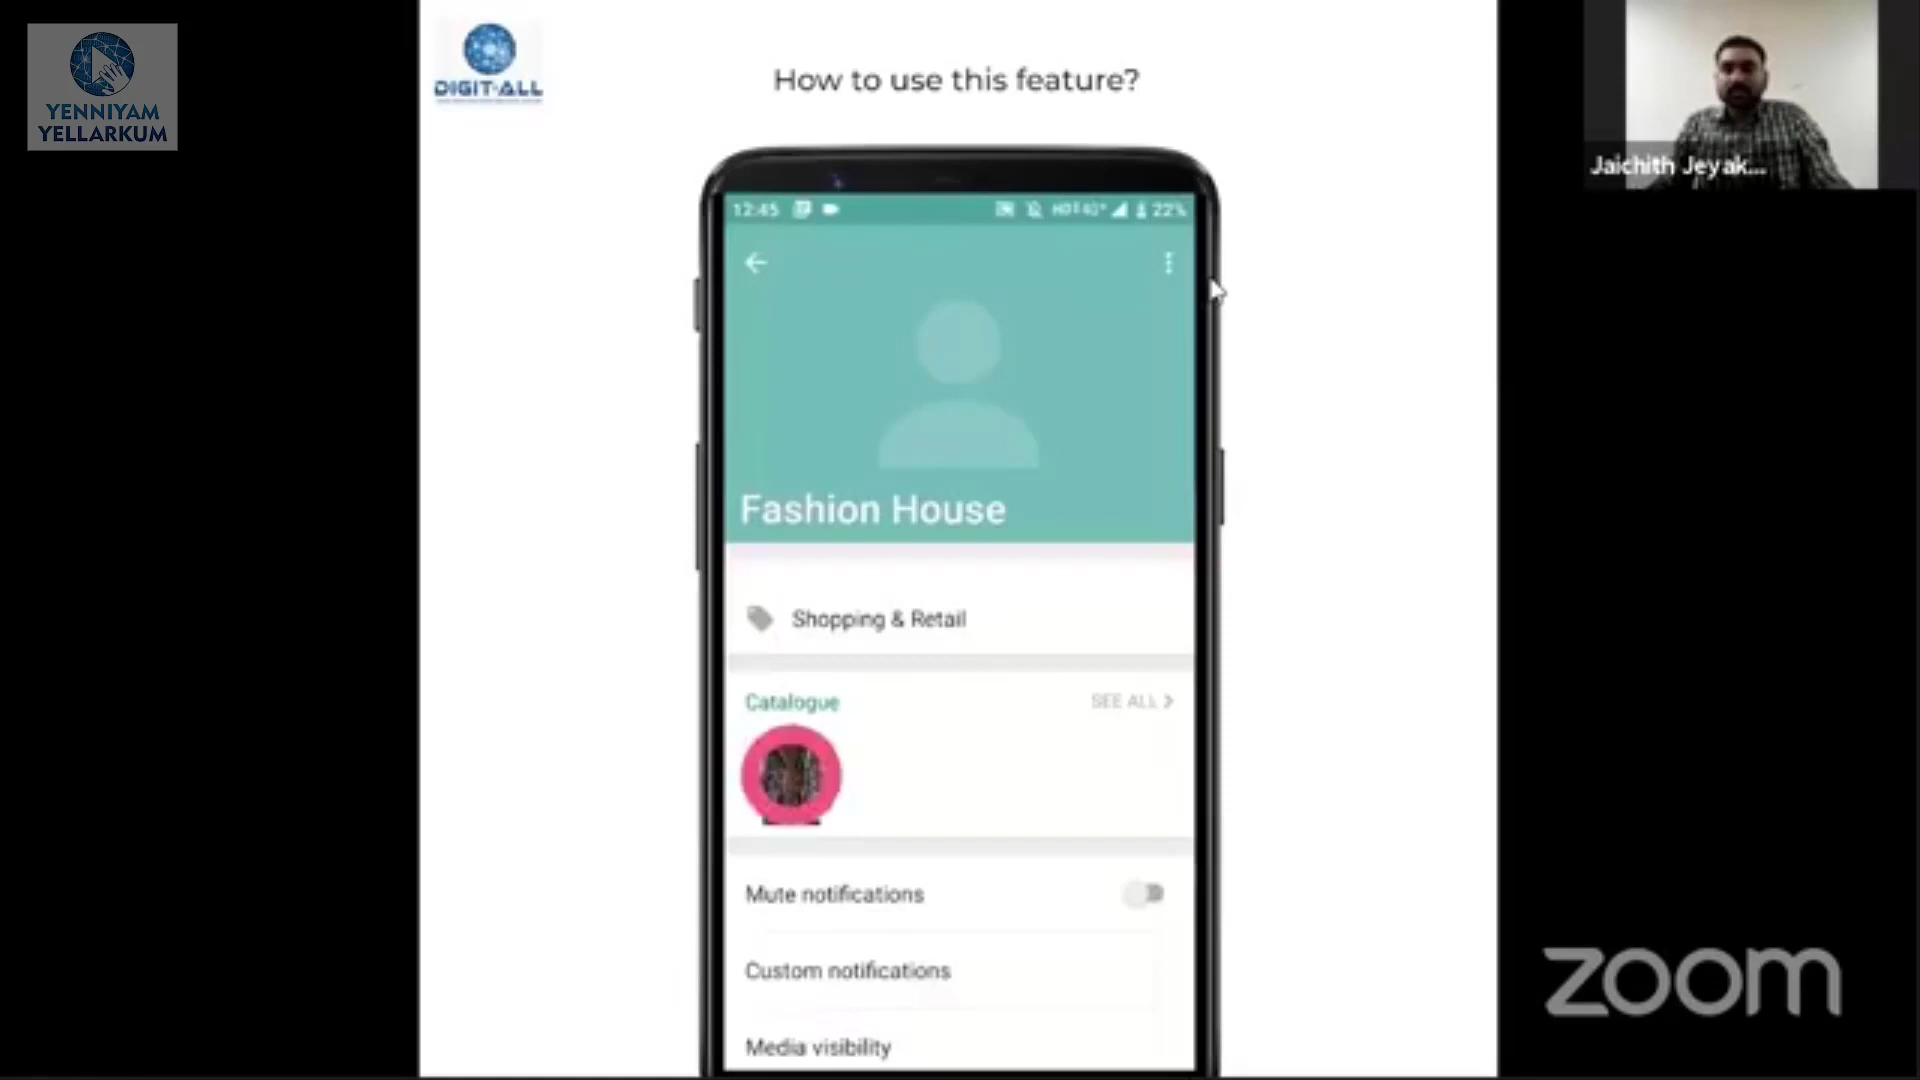 YENNIYAM
YELLARKUM
DIGIT-ALL
How to use this feature?
Jaichith Jeyak...
12:45
22%
Fashion House
Shopping & Retail
Catalogue
SEE ALL >
Mute notifications
Custom notifications
Media visibility
zoom